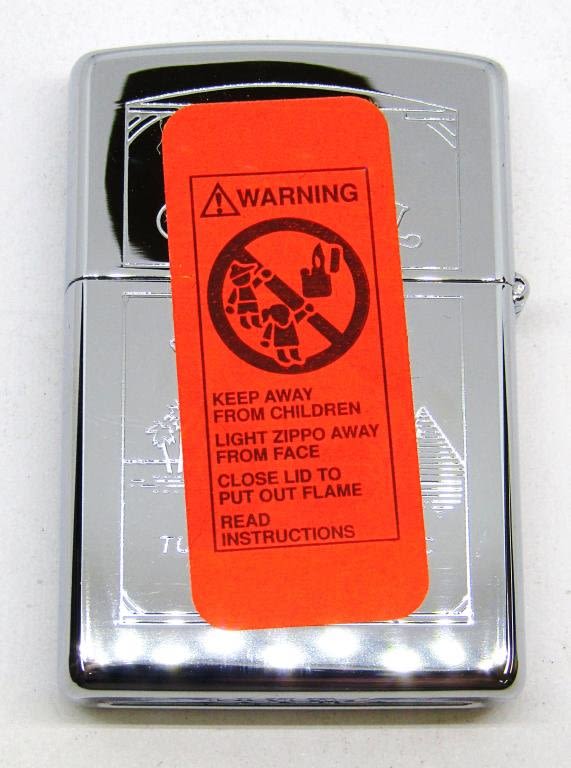 WARNING
KEEP AWAY
FROM CHILDREN
LIGHT ZIPPO AWAY
FROM FACE
CLOSE LID TO
PUT OUT FLAME
READ
INSTRUCTIONS